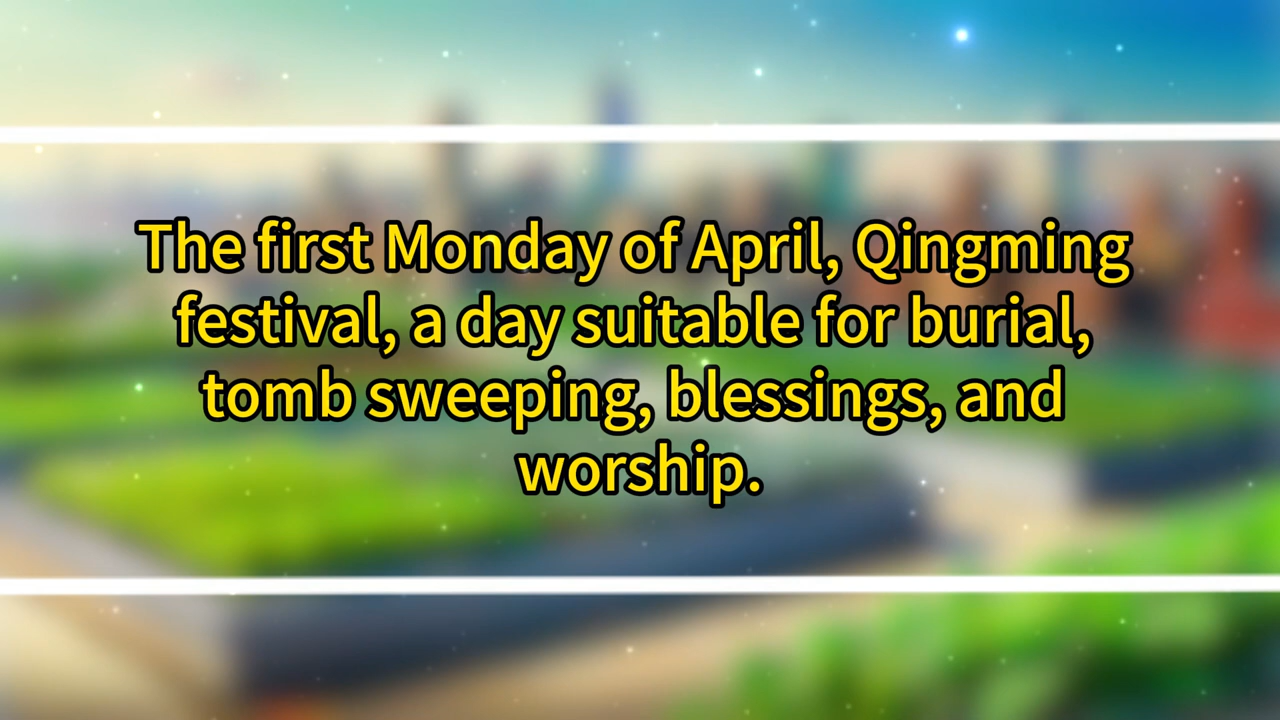 The first Monday of April, Qingming
festival, a day suitable for burial,
tomb sweeping, blessings, and
worship.